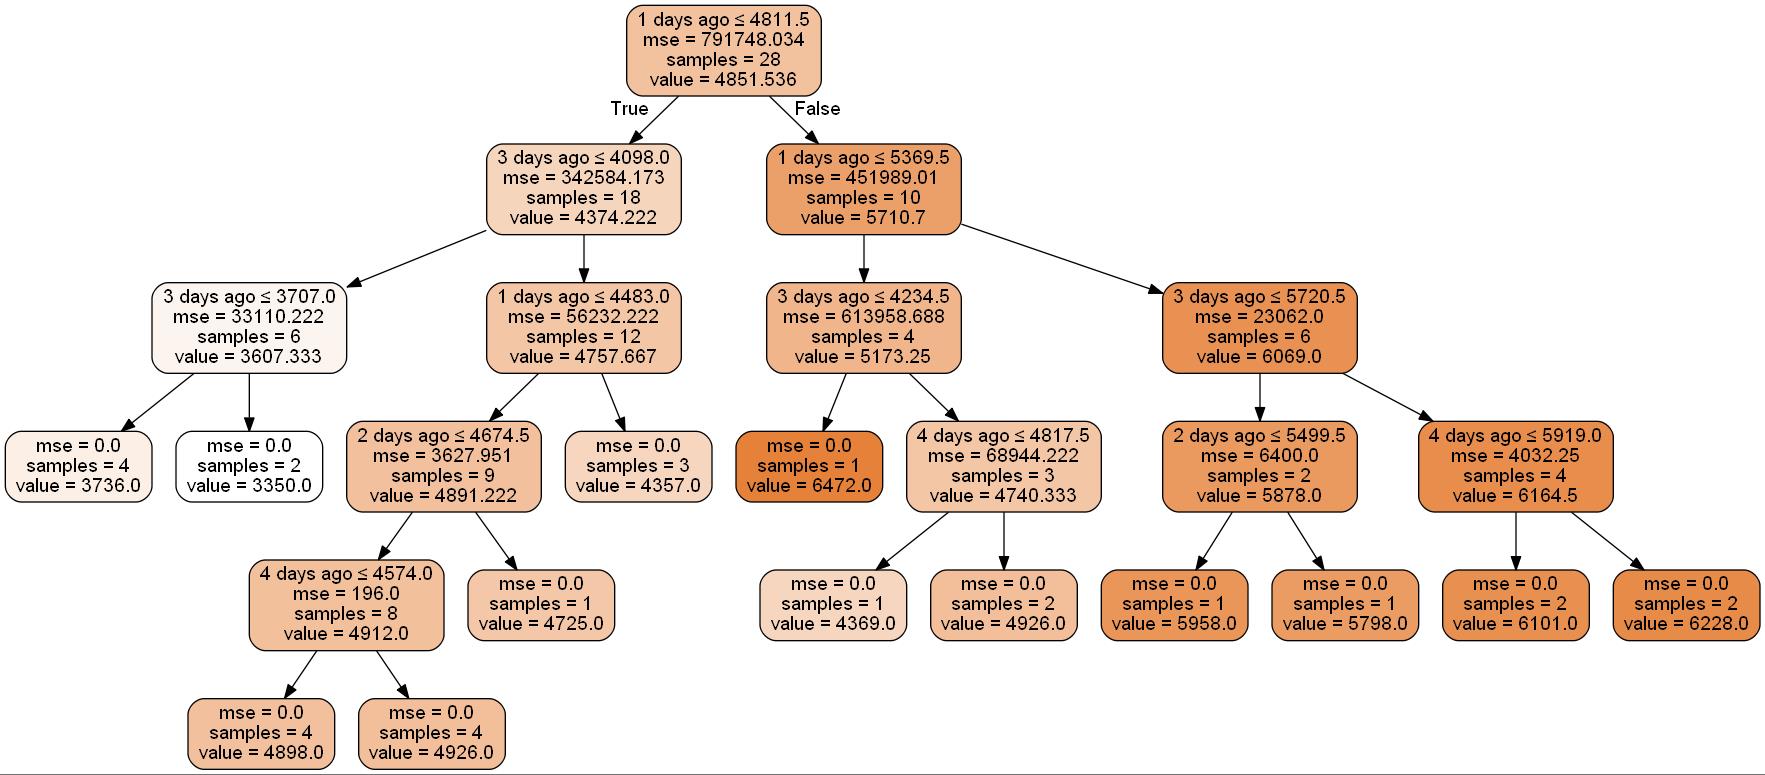 1 days ago ≤ 4811.5
mse = 791748.034
samples = 28
value = 4851.536
True
False
3 days ago ≤ 4098.0
mse = 342584.173
samples = 18
value = 4374.222
1 days ago ≤ 5369.5
mse = 451989.01
samples = 10
value = 5710.7
3 days ago ≤ 3707.0
mse = 33110.222
samples = 6
value = 3607.333
1 days ago ≤ 4483.0
mse = 56232.222
samples = 12
value = 4757.667
3 days ago ≤ 4234.5
mse = 613958.688
samples = 4
value = 5173.25
3 days ago ≤ 5720.5
mse = 23062.0
samples = 6
value = 6069.0
mse = 0.0
samples = 4
value = 3736.0
mse = 0.0
samples = 2
value = 3350.0
2 days ago ≤ 4674.5
mse = 3627.951
samples = 9
value = 4891.222
mse = 0.0
samples = 3
value = 4357.0
mse = 0.0
samples = 1
value = 6472.0
4 days ago ≤ 4817.5
mse = 68944.222
samples = 3
value = 4740.333
2 days ago ≤ 5499.5
mse = 6400.0
samples = 2
value = 5878.0
4 days ago ≤ 5919.0
mse = 4032.25
samples = 4
value = 6164.5
4 days ago ≤ 4574.0
mse = 196.0
samples = 8
value = 4912.0
mse = 0.0
samples = 1
value = 4725.0
mse = 0.0
samples = 1
value = 4369.0
mse = 0.0
samples = 2
value = 4926.0
mse = 0.0
samples = 1
value = 5958.0
mse = 0.0
samples = 1
value = 5798.0
mse = 0.0
samples = 2
value = 6101.0
mse = 0.0
samples = 2
value = 6228.0
mse = 0.0
samples = 4
value = 4898.0
mse = 0.0
samples = 4
value = 4926.0